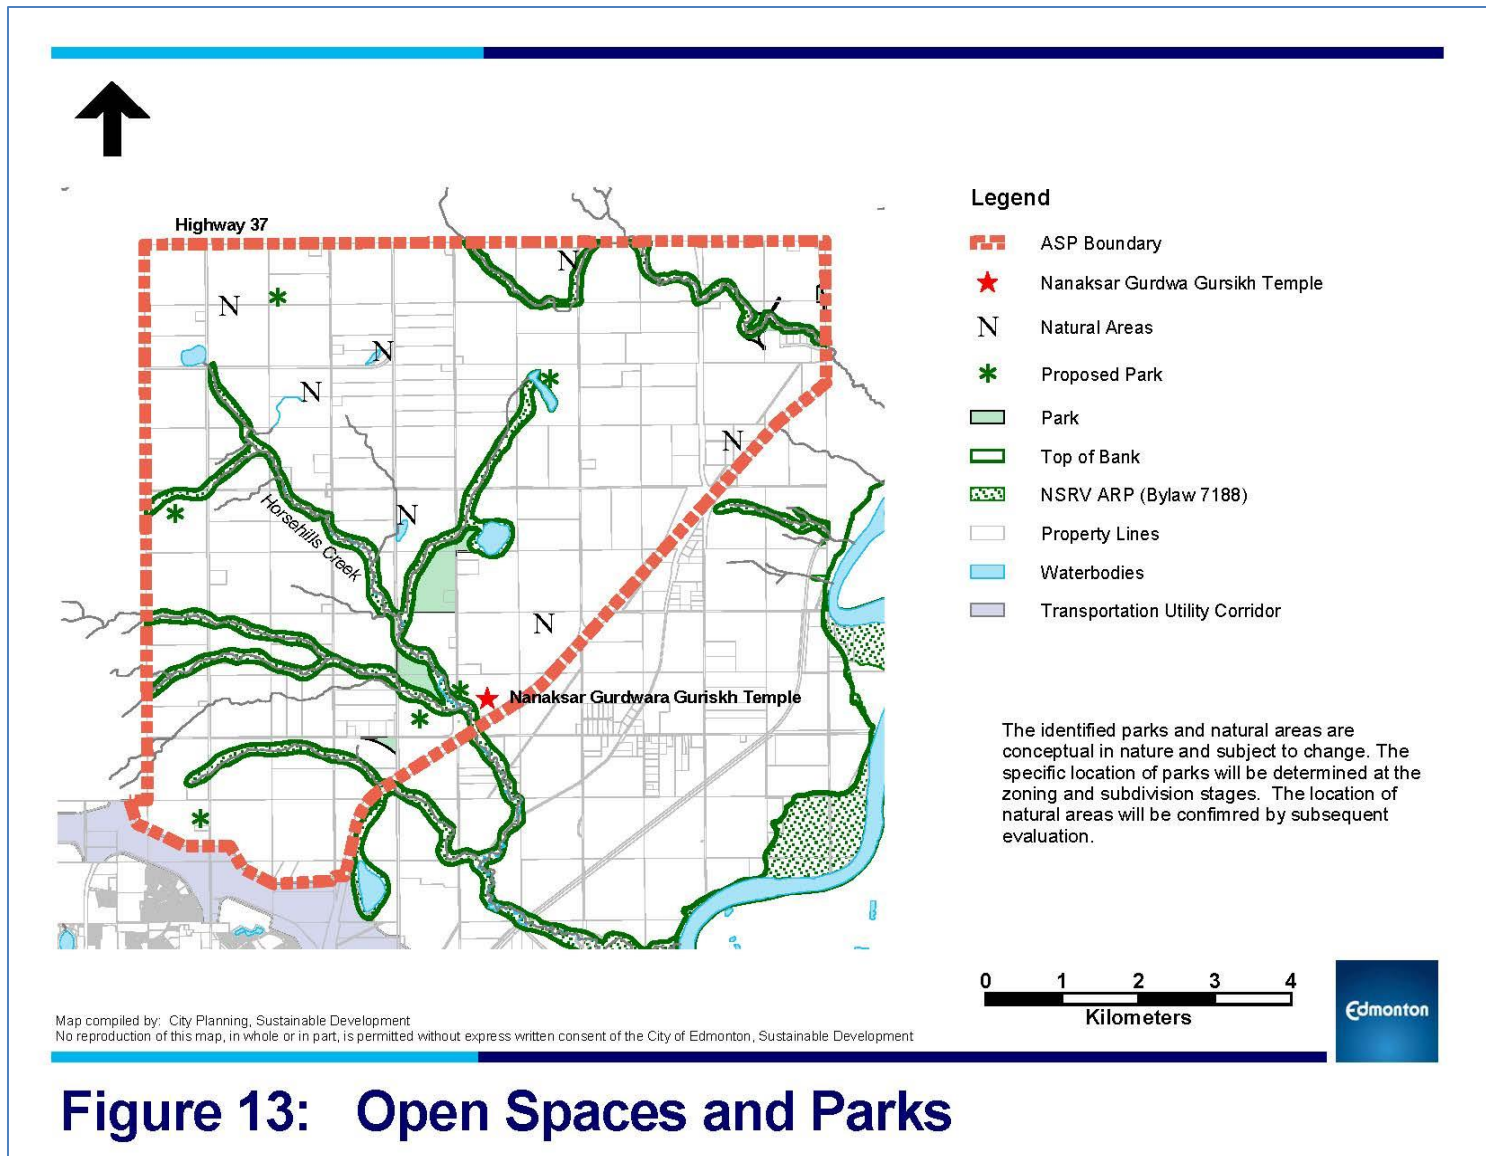 Highway 37
N
N
N
N
N
N
N
Horsehills Creek
Nanaksar Gurdwara Guriskh Temple
Legend
ASP Boundary
Nanaksar Gurdwa Gursikh Temple
N Natural Areas
Proposed Park
Park
Top of Bank
NSRV ARP (Bylaw 7188)
Property Lines
Waterbodies
Transportation Utility Corridor
The identified parks and natural areas are
conceptual in nature and subject to change. The
specific location of parks will be determined at the
zoning and subdivision stages. The location of
natural areas will be confimred by subsequent
evaluation.
0 1 2 3 4
Kilometers
Edmonton
Map compiled by: City Planning, Sustainable Development
No reproduction of this map, in whole or in part, is permitted without express written consent of the City of Edmonton, Sustainable Development
Figure 13: Open Spaces and Parks